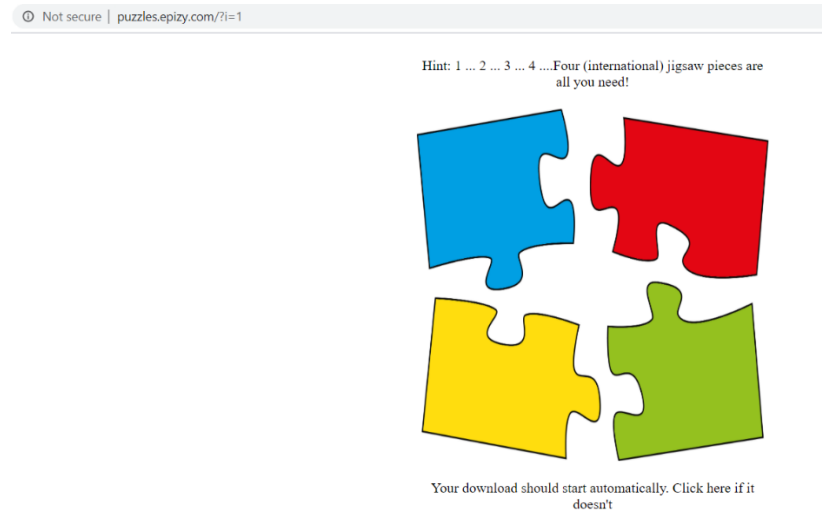 Not secure | puzzles.epizy.com/?i=1
Hint: 1 ... 2 ... 3 ... 4 ....Four (international) jigsaw pieces are
all you need!
Your download should start automatically. Click here if it
doesn't